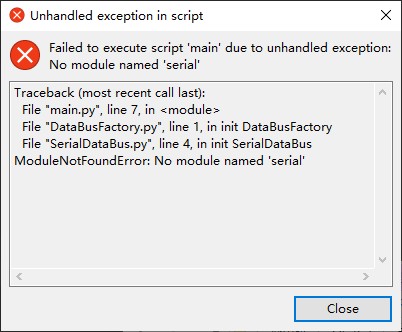 Unhandled exception in script
Failed to execute script 'main' due to unhandled exception:
No module named 'serial'
Traceback (most recent call last):
File "main.py", line 7, in <module>
File "DataBusFactory.py", line 1, in init DataBusFactory
File "SerialDataBus.py", line 4, in init SerialDataBus
ModuleNotFoundError: No module named 'serial'
Close